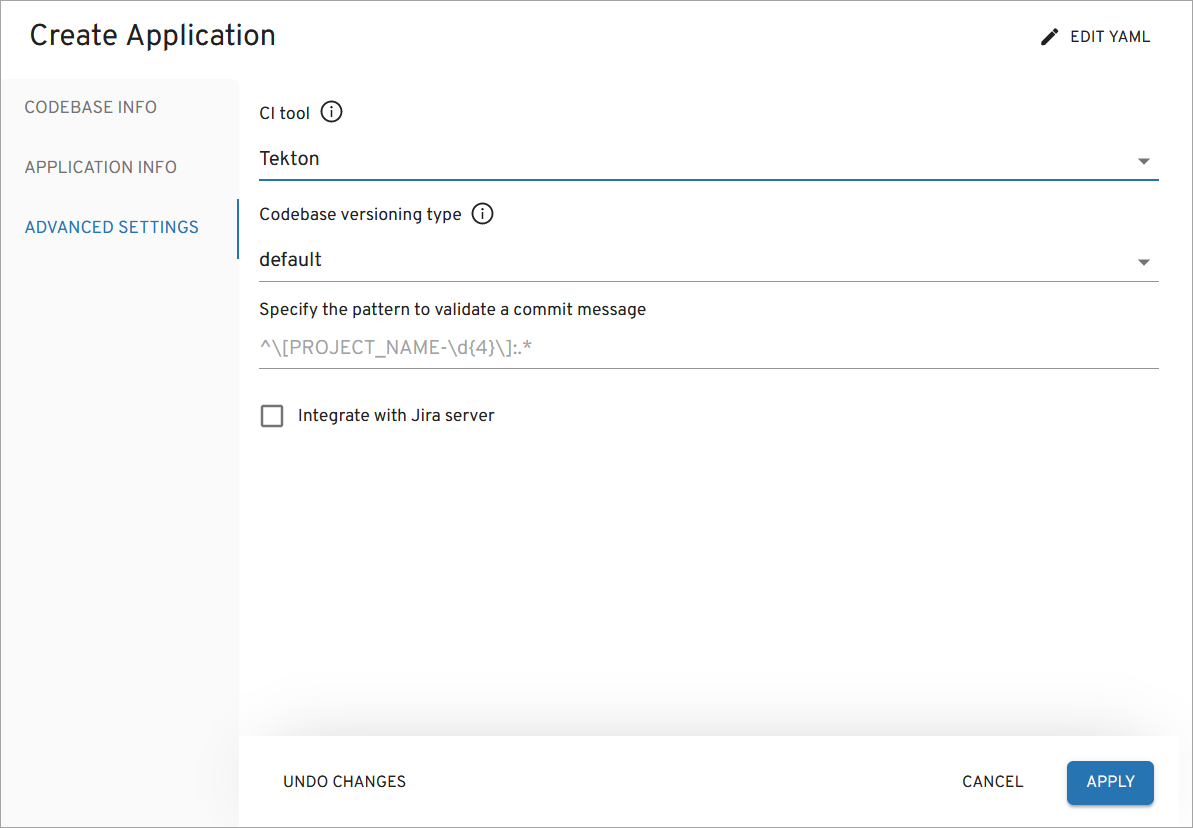 Create Application
EDIT YAML
CODEBASE INFO
APPLICATION INFO
ADVANCED SETTINGS
CI tool
Tekton
Codebase versioning type
default
Specify the pattern to validate a commit message
^\[PROJECT_NAME-\d{4}\]:.*
Integrate with Jira server
UNDO CHANGES
CANCEL
APPLY